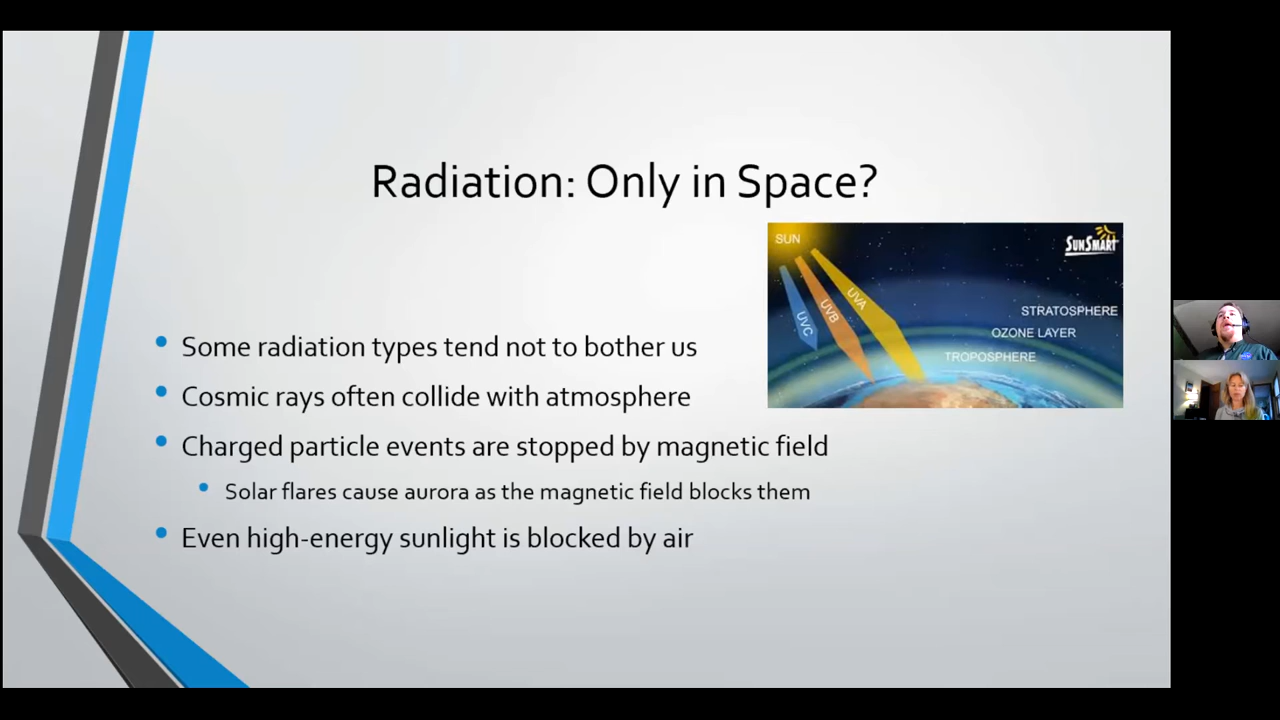 Radiation: Only in Space?
SUN
SUNSMART
UVC
UVB
UVA
STRATOSPHERE
OZONE LAYER
TROPOSPHERE
Some radiation types tend not to bother us
Cosmic rays often collide with atmosphere
Charged particle events are stopped by magnetic field
Solar flares cause aurora as the magnetic field blocks them
Even high-energy sunlight is blocked by air